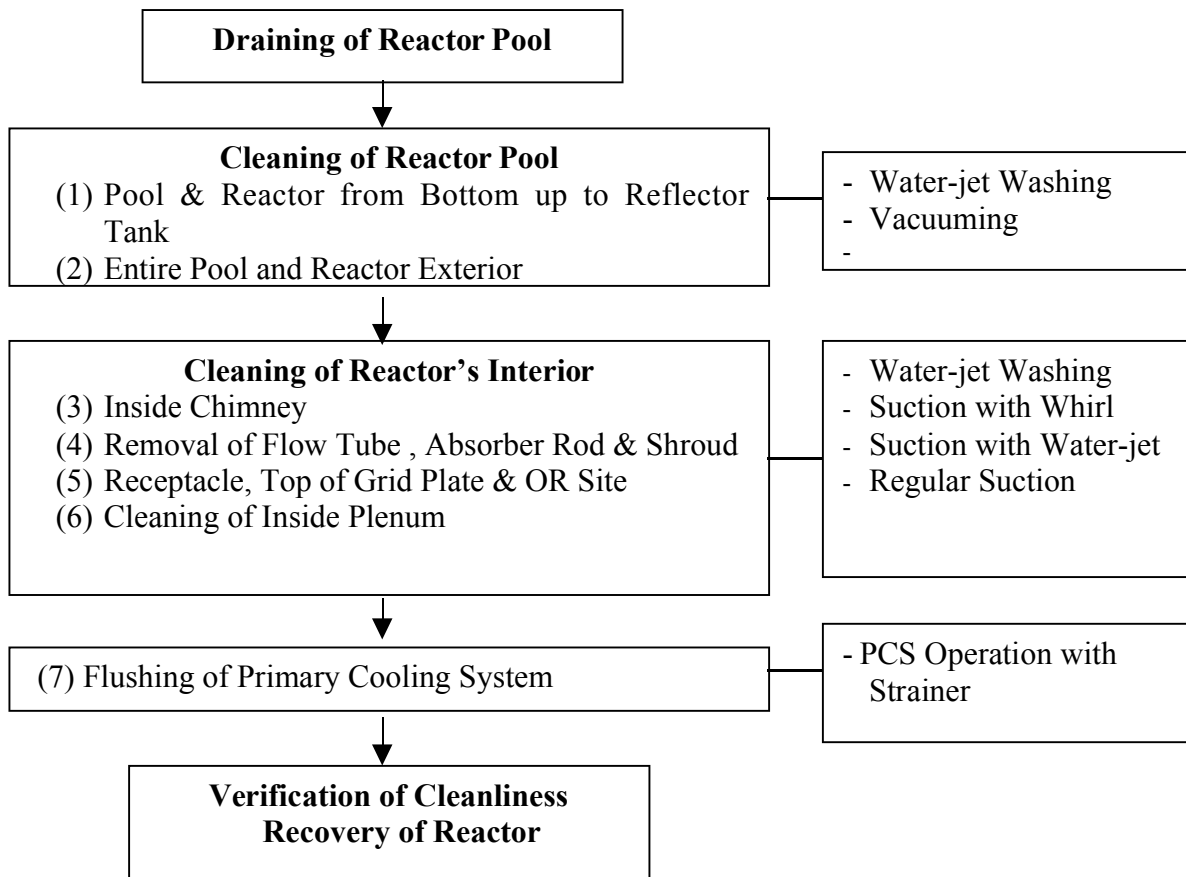 Draining of Reactor Pool
Cleaning of Reactor Pool
(1) Pool & Reactor from Bottom up to Reflector
Tank
(2) Entire Pool and Reactor Exterior
- Water-jet Washing
- Vacuuming
-
Cleaning of Reactor’s Interior
(3) Inside Chimney
(4) Removal of Flow Tube , Absorber Rod & Shroud
(5) Receptacle, Top of Grid Plate & OR Site
(6) Cleaning of Inside Plenum
- Water-jet Washing
- Suction with Whirl
- Suction with Water-jet
- Regular Suction
(7) Flushing of Primary Cooling System
- PCS Operation with
Strainer
Verification of Cleanliness
Recovery of Reactor